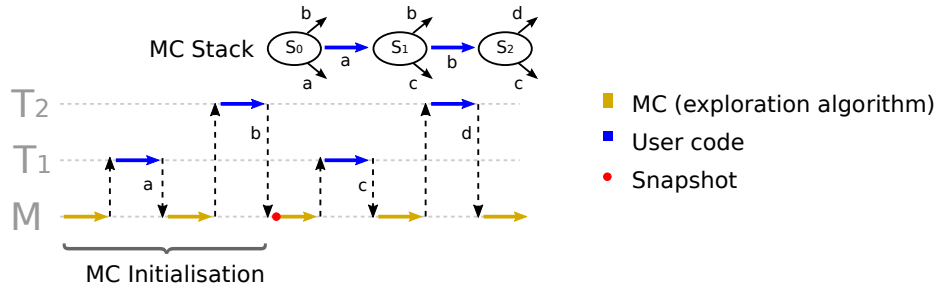 b d
MC Stack S₀ S₁ S₂
a b
a c c
T₂
b
T₁
a c d
M
MC Initialisation
MC (exploration algorithm)
User code
Snapshot